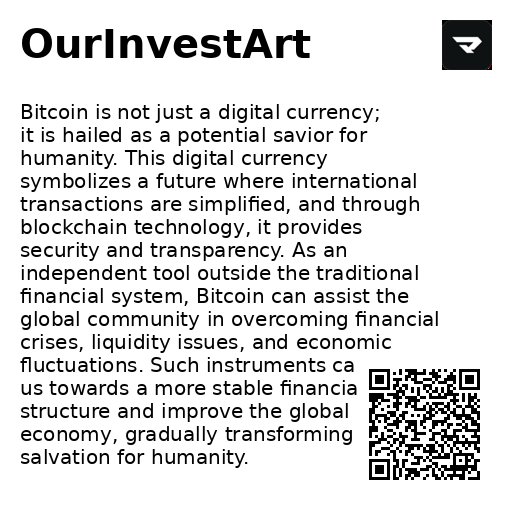 OurInvestArt
Bitcoin is not just a digital currency;
it is hailed as a potential savior for
humanity. This digital currency
symbolizes a future where international
transactions are simplified, and through
blockchain technology, it provides
security and transparency. As an
independent tool outside the traditional
financial system, Bitcoin can assist the
global community in overcoming financial
crises, liquidity issues, and economic
fluctuations. Such instruments ca
us towards a more stable financia
structure and improve the global
economy, gradually transforming
salvation for humanity.